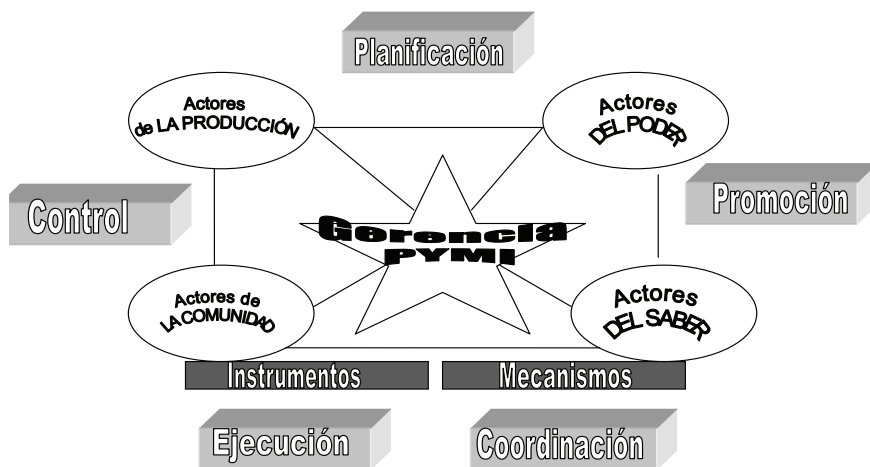 Planificación
Actores
de LA PRODUCCIÓN
Actores
DEL PODER
Control
Promoción
Gerencia
PYMI
Actores de
LA COMUNIDAD
Actores
DEL SABER
Instrumentos
Mecanismos
Ejecución
Coordinación